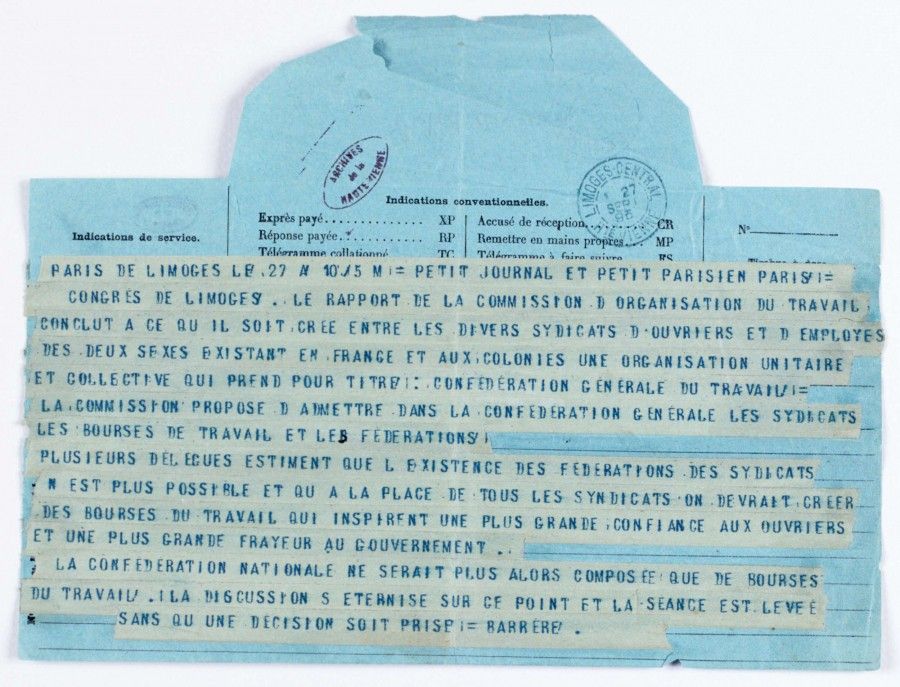 ARCHIVES
de la
HAUTE-VIENNE
LIMOGES CENTRAL
27
SEPT
95
HTE VIENNE
Indications conventionnelles.
Indications de service.
Exprès payé.......... XP
Accusé de réception.......... CR
N°
Réponse payée.......... RP
Remettre en mains propres... MP
Télégramme collationné TC
Télégramme à faire suivre FS
PARIS DE LIMOGES LE 27 M = PETIT JOURNAL ET PETIT PARISIEN PARIS =
CONGRES DE LIMOGES . LE RAPPORT DE LA COMMISSION D ORGANISATION DU TRAVAIL
CONCLUT A CE QU IL SOIT CREE ENTRE LES DIVERS SYDICATS D OUVRIERS ET D EMPLOYES
DES DEUX SEXES EXISTANT EN FRANCE ET AUX COLONIES UNE ORGANISATION UNITAIRE
ET COLLECTIVE QUI PREND POUR TITRE : CONFEDERATION GENERALE DU TRAVAIL =
LA COMMISSION PROPOSE D ADMETTRE DANS LA CONFEDERATION GENERALE LES SYDICATS
LES BOURSES DE TRAVAIL ET LES FEDERATIONS
PLUSIEURS DELEGUES ESTIMENT QUE L EXISTENCE DES FEDERATIONS DES SYDICATS
N EST PLUS POSSIBLE ET QU A LA PLACE DE TOUS LES SYNDICATS ON DEVRAIT CREER
DES BOURSES DU TRAVAIL QUI INSPIRENT UNE PLUS GRANDE CONFIANCE AUX OUVRIERS
ET UNE PLUS GRANDE FRAYEUR AU GOUVERNEMENT .
LA CONFEDERATION NATIONALE NE SERAIT PLUS ALORS COMPOSEE QUE DE BOURSES
DU TRAVAIL . LA DISCUSSION S ETERNISE SUR CE POINT ET LA SEANCE EST LEVEE
SANS QU UNE DECISION SOIT PRISE = BARRERE .